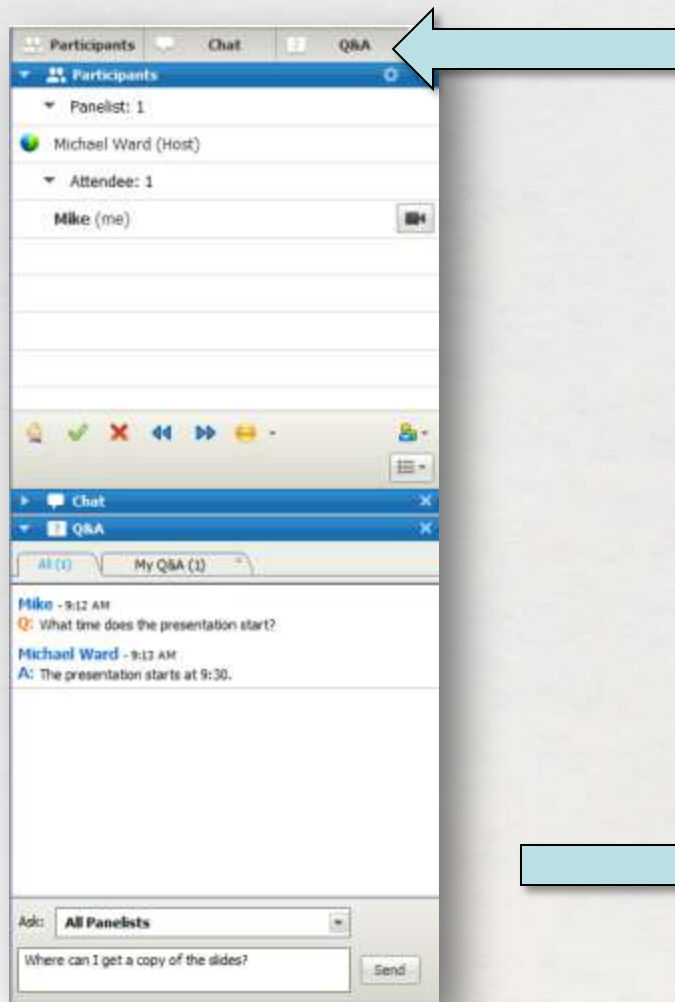 Participants Chat Q&A
Participants
Panelist: 1
Michael Ward (Host)
Attendee: 1
Mike (me)
Chat
Q&A
All (1) My Q&A (1)
Mike - 9:12 AM
Q: What time does the presentation start?
Michael Ward - 9:13 AM
A: The presentation starts at 9:30.
Ask: All Panelists
Where can I get a copy of the slides?
Send